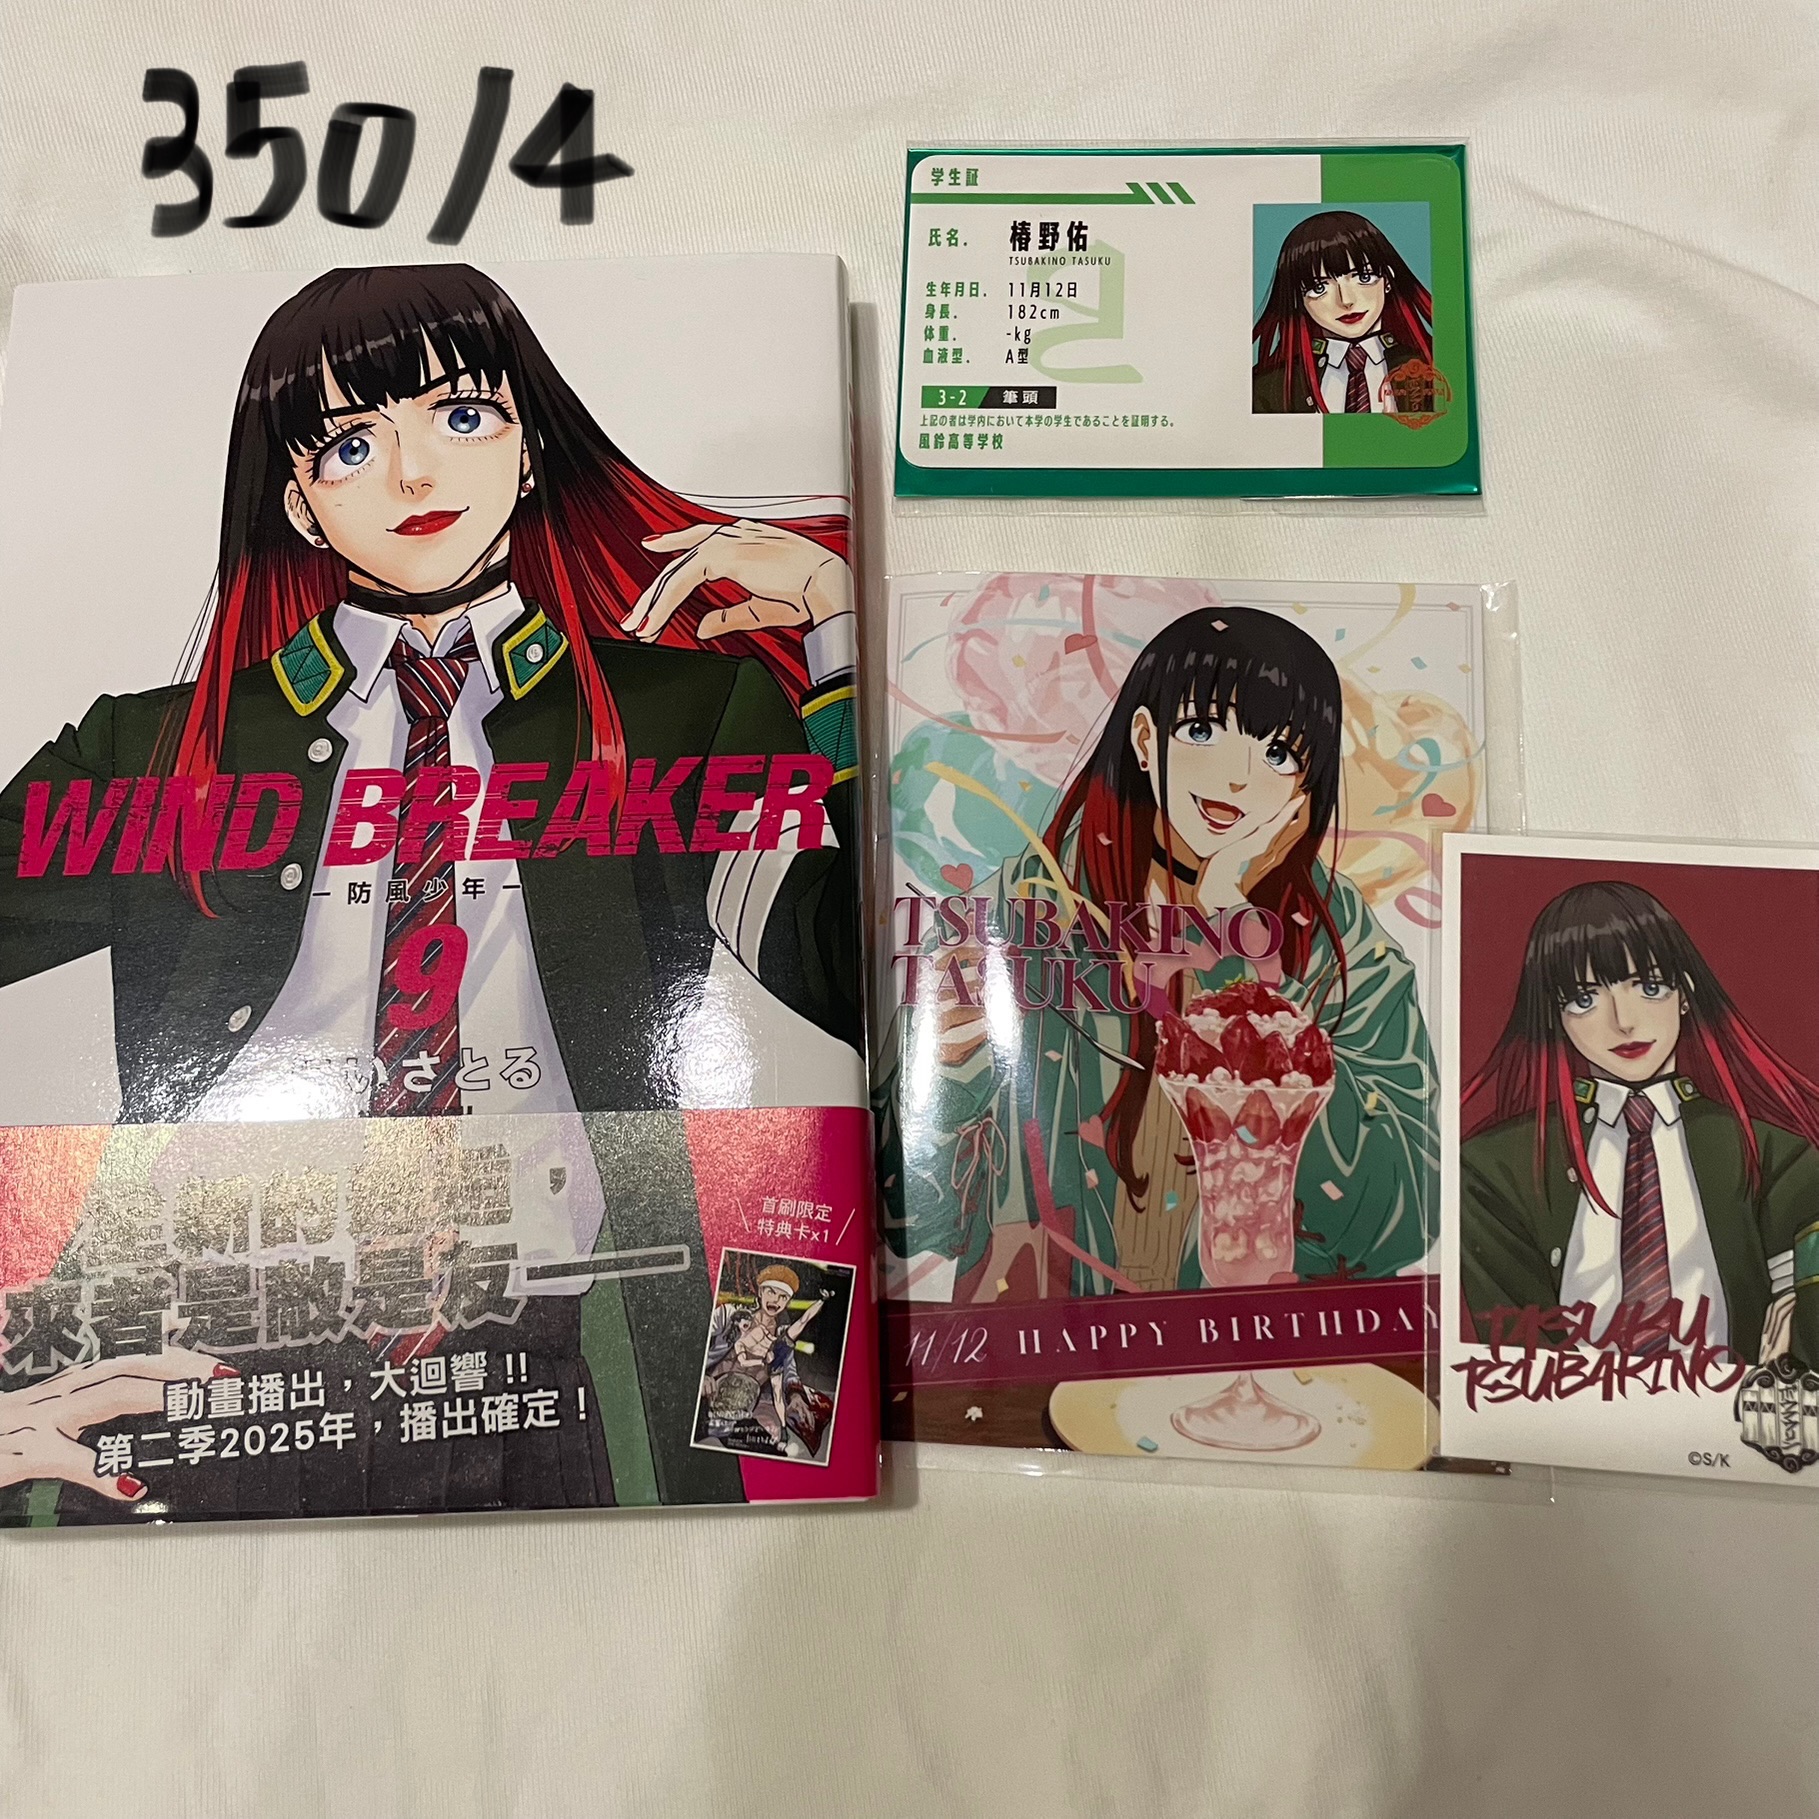 350/4
WIND BREAKER
－防風少年－
9
いさとる
來者是敵是友——
動畫播出，大迴響!!
第二季2025年，播出確定！
首刷限定
特典卡x1
学生証
氏名. 椿野佑
TSUBAKINO TASUKU
生年月日. 11月12日
身長. 182cm
体重. -kg
血液型. A型
3-2 筆頭
上記の者は学内において本学の学生であることを証明する。
風鈴高等学校
TSUBAKINO
TASUKU
11/12 HAPPY BIRTHDAY
TASUKU
TSUBAKINO
©S/K